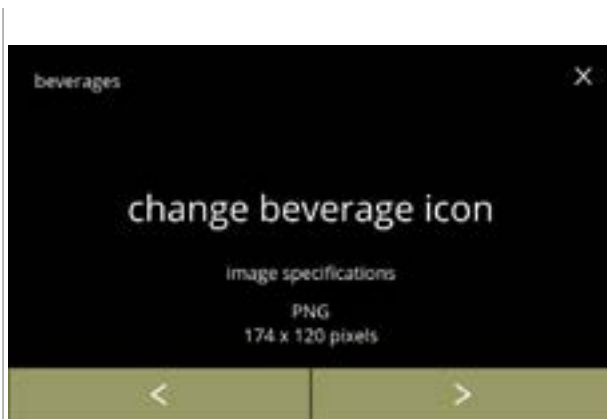 beverages X
change beverage icon
image specifications
PNG
174 x 120 pixels
< >